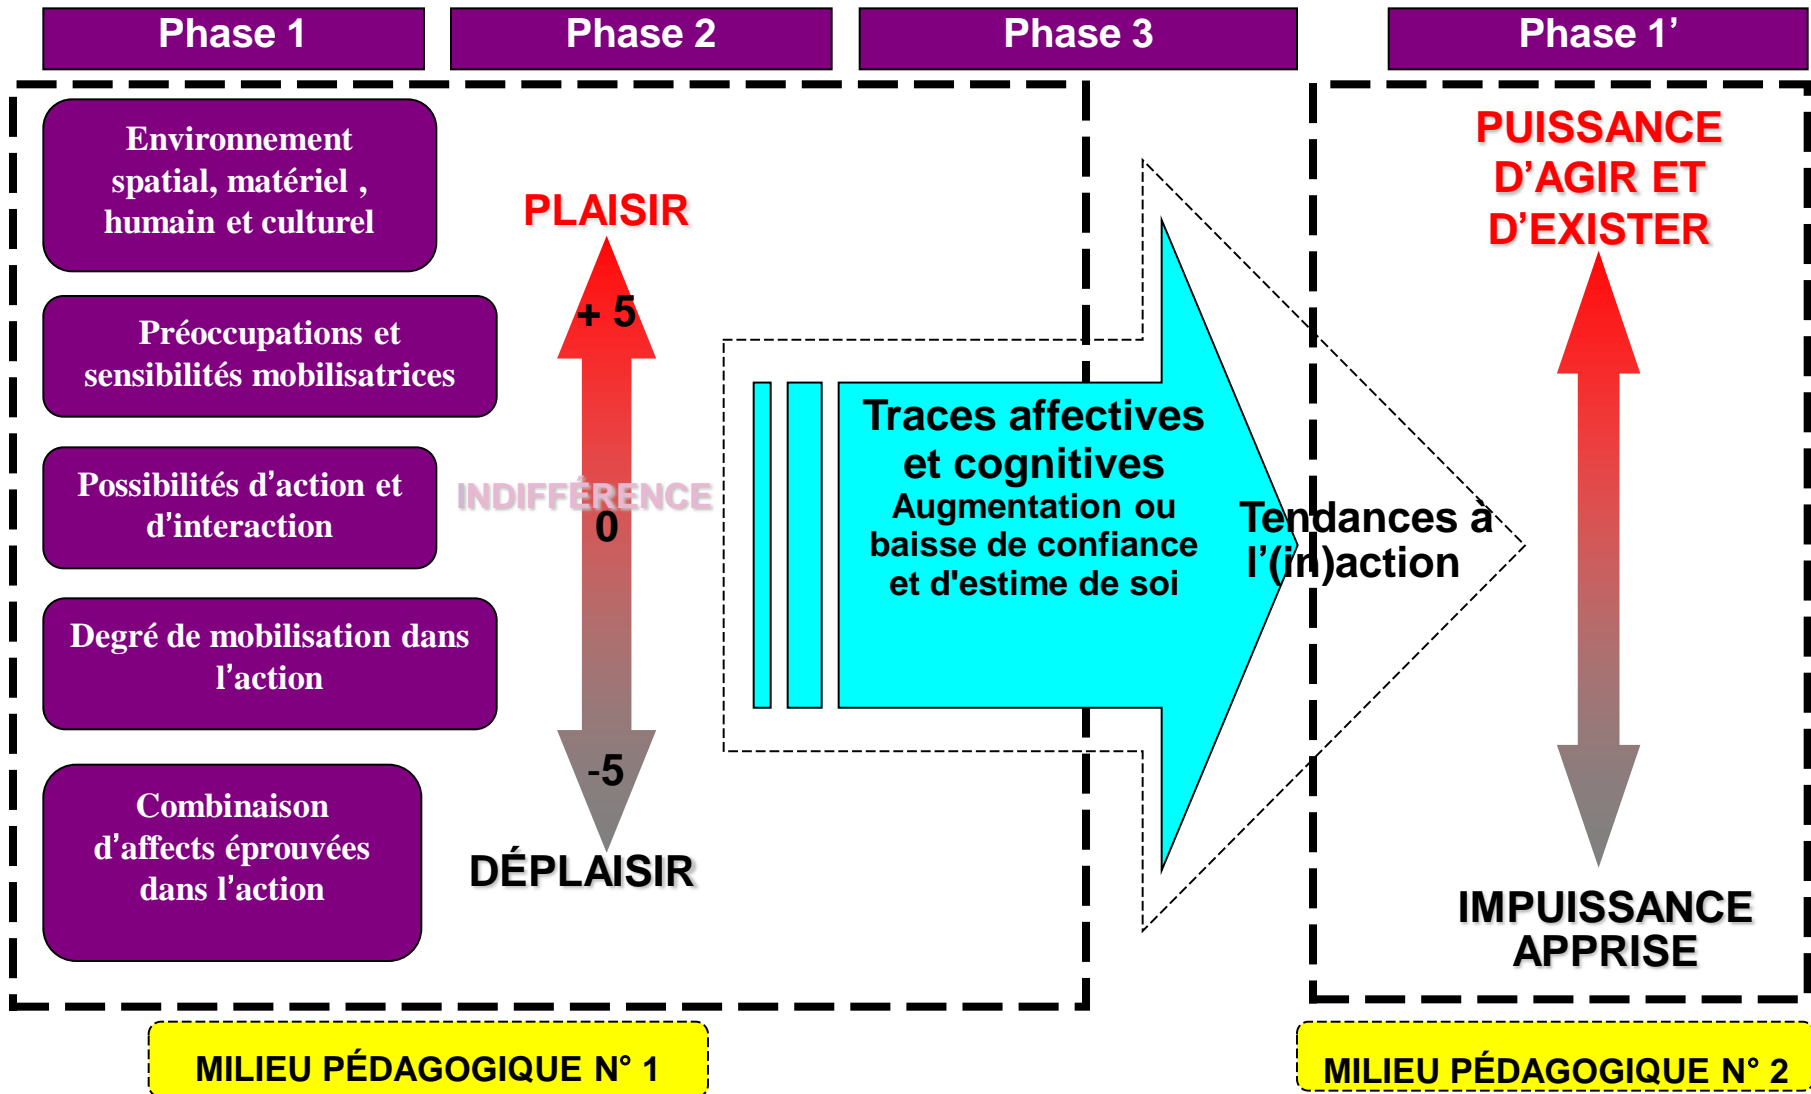 Phase 1
Phase 2
Phase 3
Phase 1’
Environnement
spatial, matériel ,
humain et culturel
Préoccupations et
sensibilités mobilisatrices
Possibilités d’action et
d’interaction
Degré de mobilisation dans
l’action
Combinaison
d’affects éprouvées
dans l’action
PLAISIR
+ 5
INDIFFÉRENCE
0
-5
DÉPLAISIR
Traces affectives
et cognitives
Augmentation ou
baisse de confiance
et d'estime de soi
Tendances à
l’(in)action
PUISSANCE
D’AGIR ET
D’EXISTER
IMPUISSANCE
APPRISE
MILIEU PÉDAGOGIQUE N° 1
MILIEU PÉDAGOGIQUE N° 2